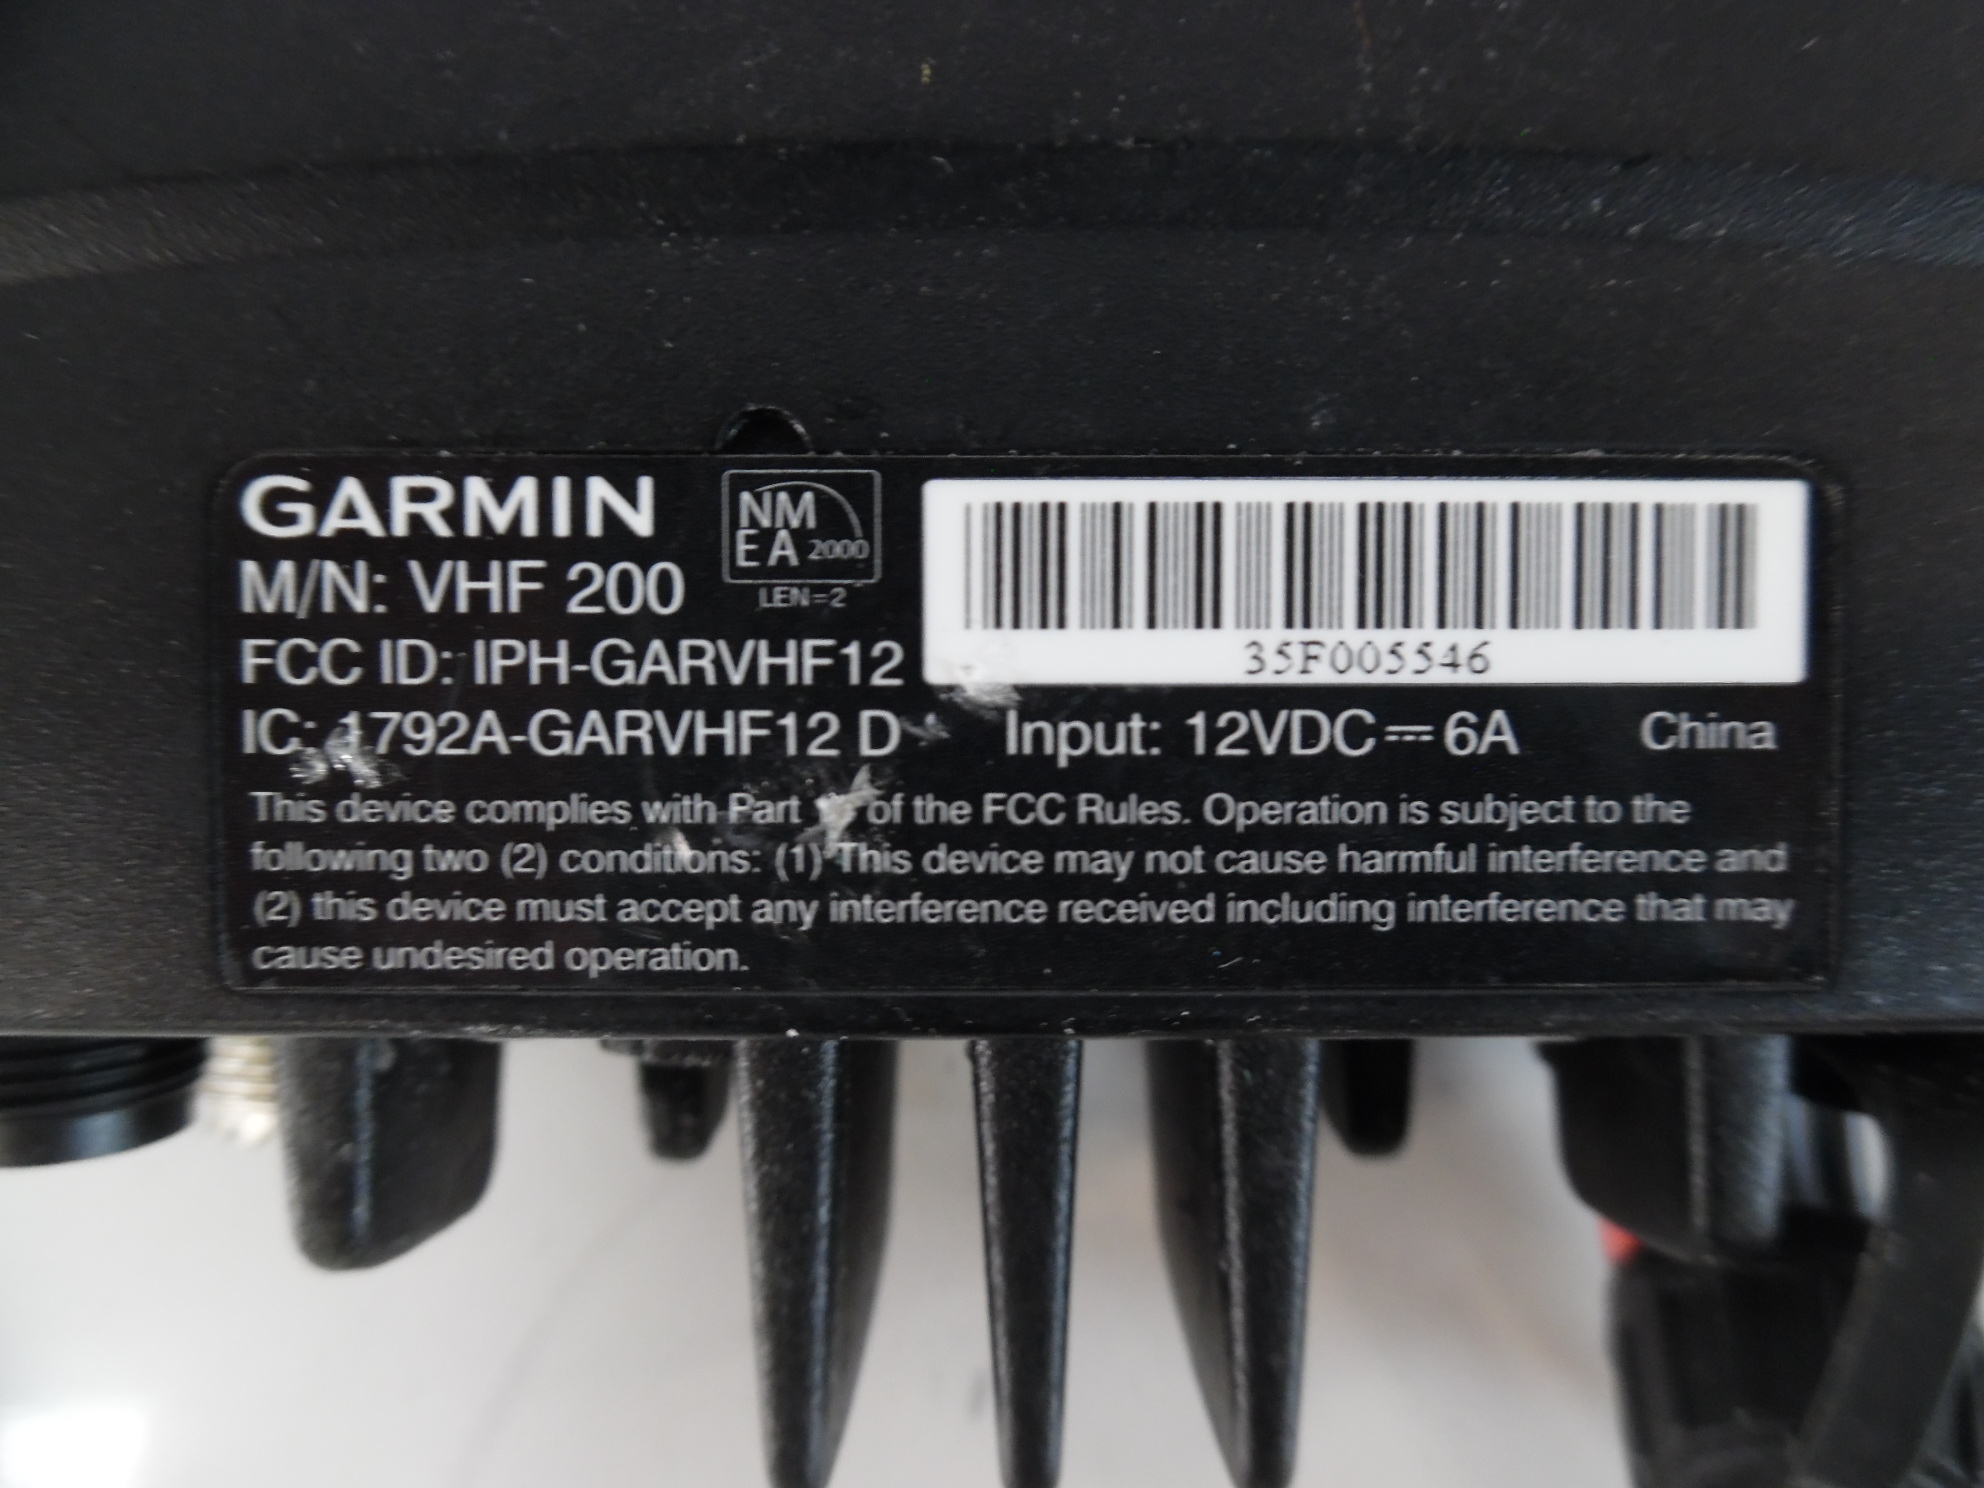 GARMIN
NM
EA 2000
LEN=2
M/N: VHF 200
FCC ID: IPH-GARVHF12
35F005546
IC: 1792A-GARVHF12 D Input: 12VDC⎓6A China
This device complies with Part of the FCC Rules. Operation is subject to the
following two (2) conditions: (1) This device may not cause harmful interference and
(2) this device must accept any interference received including interference that may
cause undesired operation.